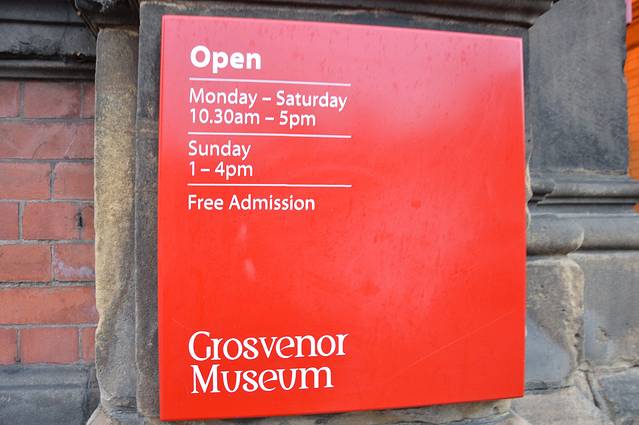 Open
Monday – Saturday
10.30am – 5pm
Sunday
1 – 4pm
Free Admission
Grosvenor
Museum